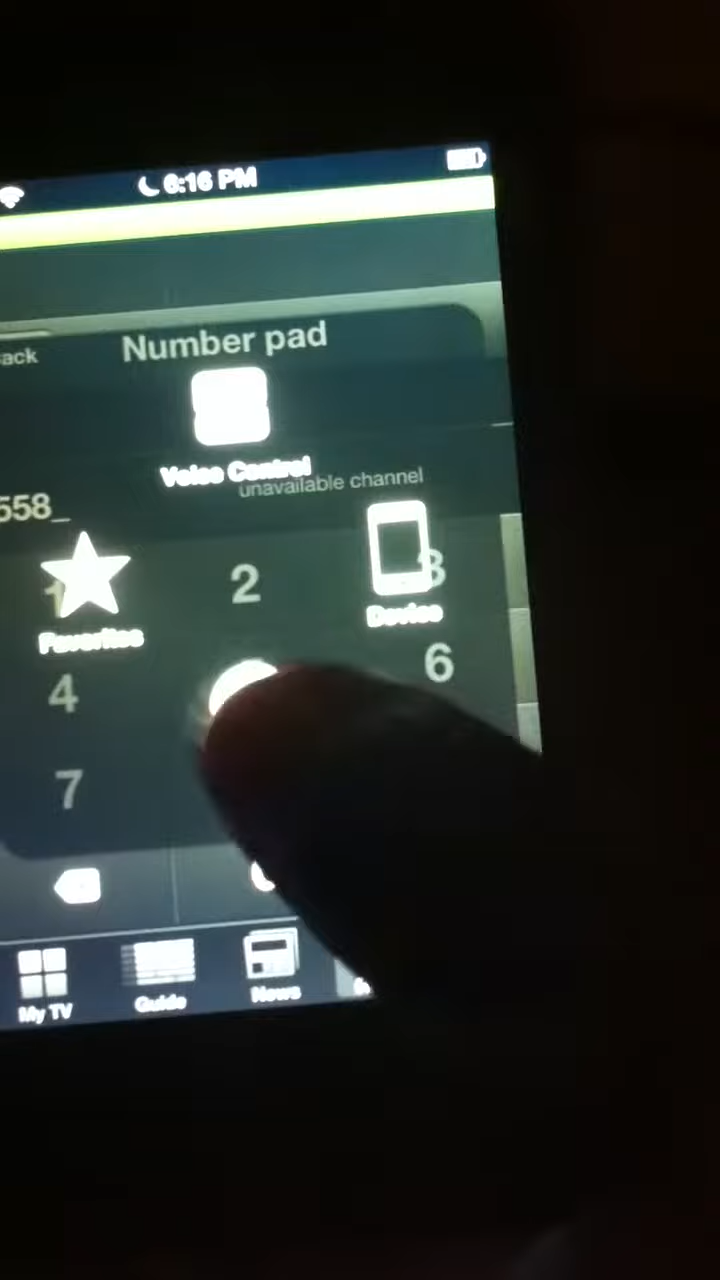 6:16 PM
ack
Number pad
Voice Control
unavailable channel
558_
1
2
3
Favorites
Device
4
6
7
My TV
Guide
News